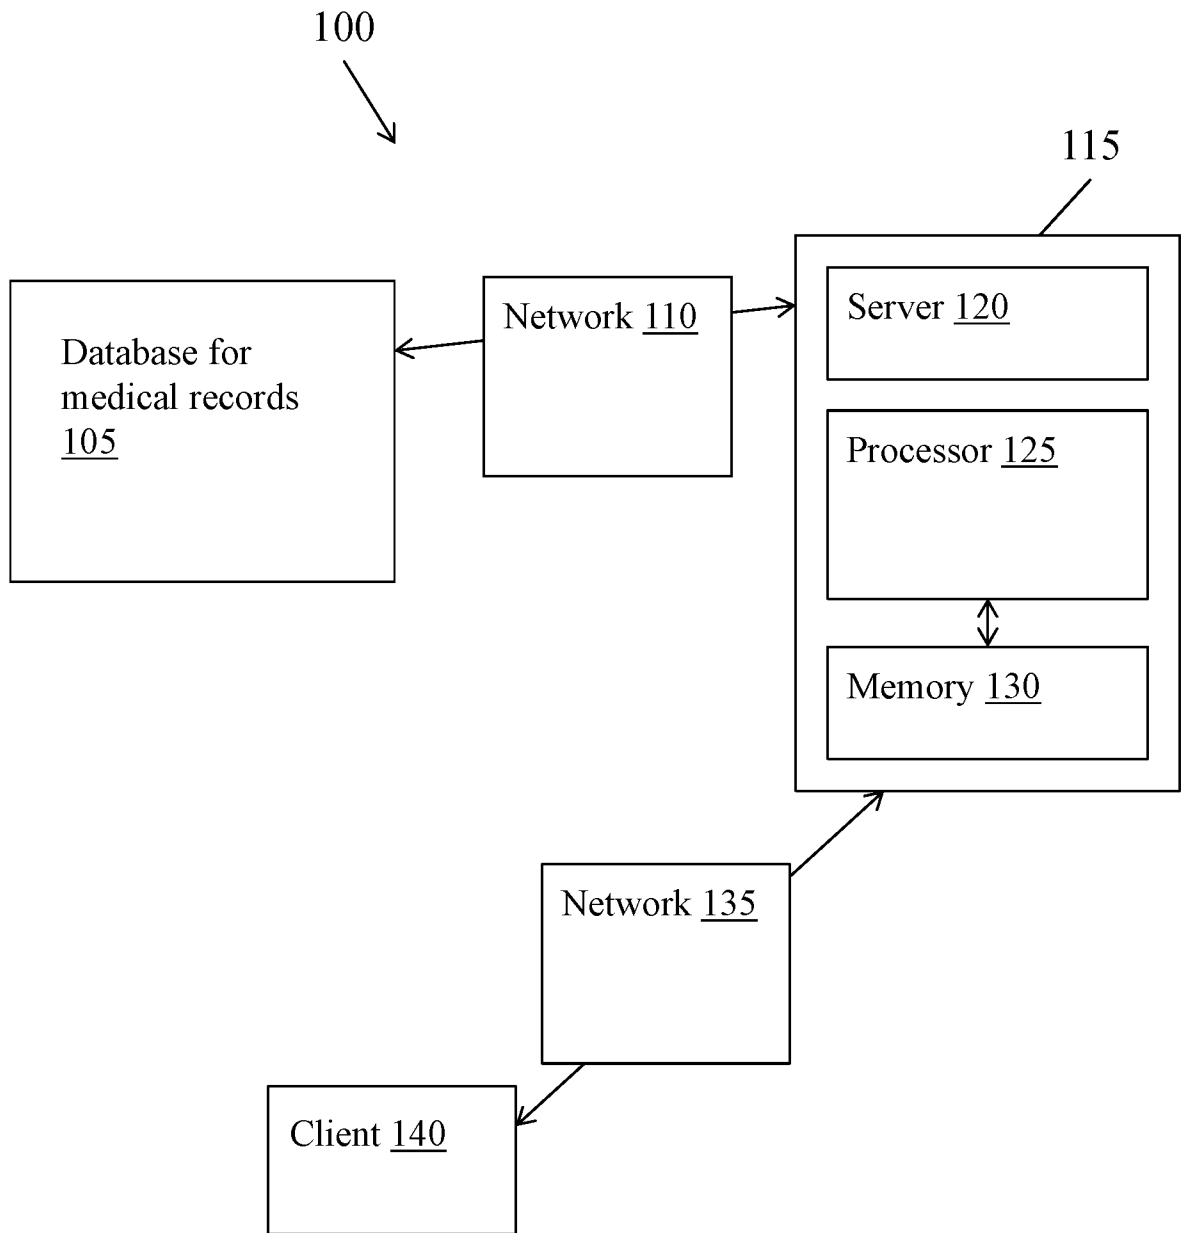 100
115
Database for
medical records
105
Network 110
Server 120
Processor 125
Memory 130
Network 135
Client 140